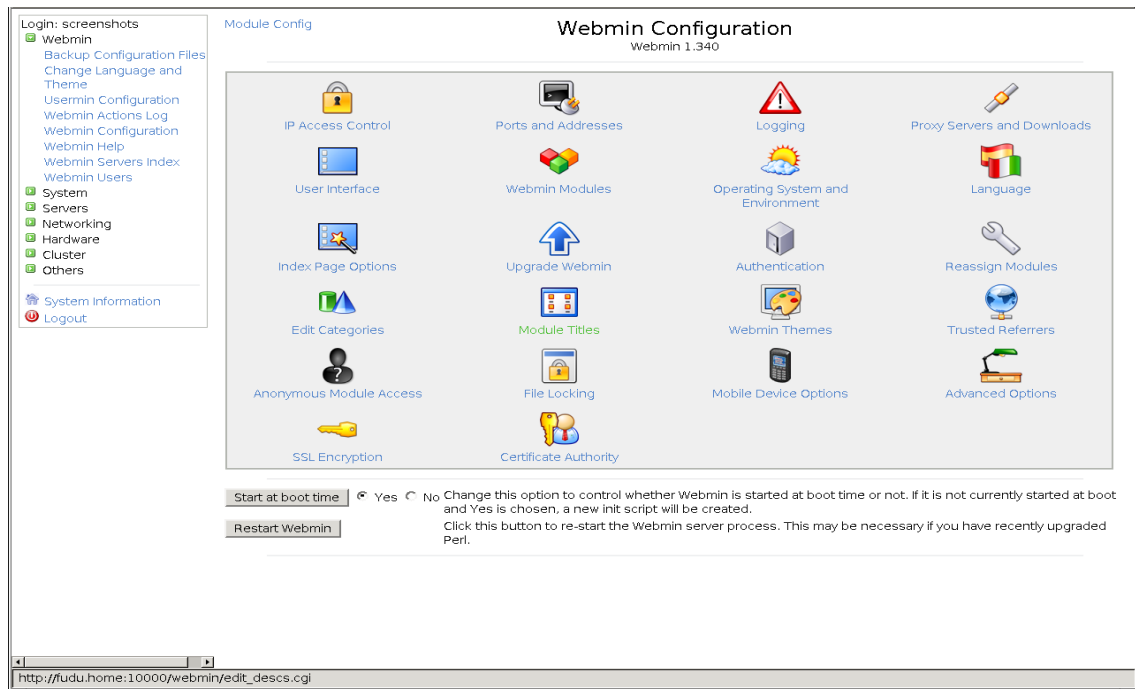 Login: screenshots
Webmin
Backup Configuration Files
Change Language and
Theme
Usermin Configuration
Webmin Actions Log
Webmin Configuration
Webmin Help
Webmin Servers Index
Webmin Users
System
Servers
Networking
Hardware
Cluster
Others
System Information
Logout
Module Config
Webmin Configuration
Webmin 1.340
IP Access Control
Ports and Addresses
Logging
Proxy Servers and Downloads
User Interface
Webmin Modules
Operating System and
Environment
Language
Index Page Options
Upgrade Webmin
Authentication
Reassign Modules
Edit Categories
Module Titles
Webmin Themes
Trusted Referrers
Anonymous Module Access
File Locking
Mobile Device Options
Advanced Options
SSL Encryption
Certificate Authority
Start at boot time Yes No Change this option to control whether Webmin is started at boot time or not. If it is not currently started at boot
and Yes is chosen, a new init script will be created.
Restart Webmin Click this button to re-start the Webmin server process. This may be necessary if you have recently upgraded
Perl.
http://fudu.home:10000/webmin/edit_descs.cgi